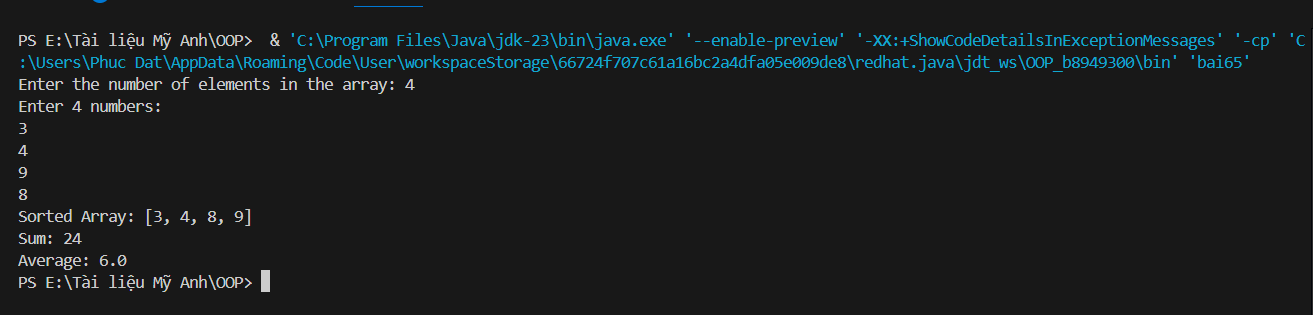 PS E:\Tài liệu Mỹ Anh\OOP>  & 'C:\Program Files\Java\jdk-23\bin\java.exe' '--enable-preview' '-XX:+ShowCodeDetailsInExceptionMessages' '-cp' 'C
:\Users\Phuc Dat\AppData\Roaming\Code\User\workspaceStorage\66724f707c61a16bc2a4dfa05e009de8\redhat.java\jdt_ws\OOP_b8949300\bin' 'bai65'
Enter the number of elements in the array: 4
Enter 4 numbers:
3
4
9
8
Sorted Array: [3, 4, 8, 9]
Sum: 24
Average: 6.0
PS E:\Tài liệu Mỹ Anh\OOP>